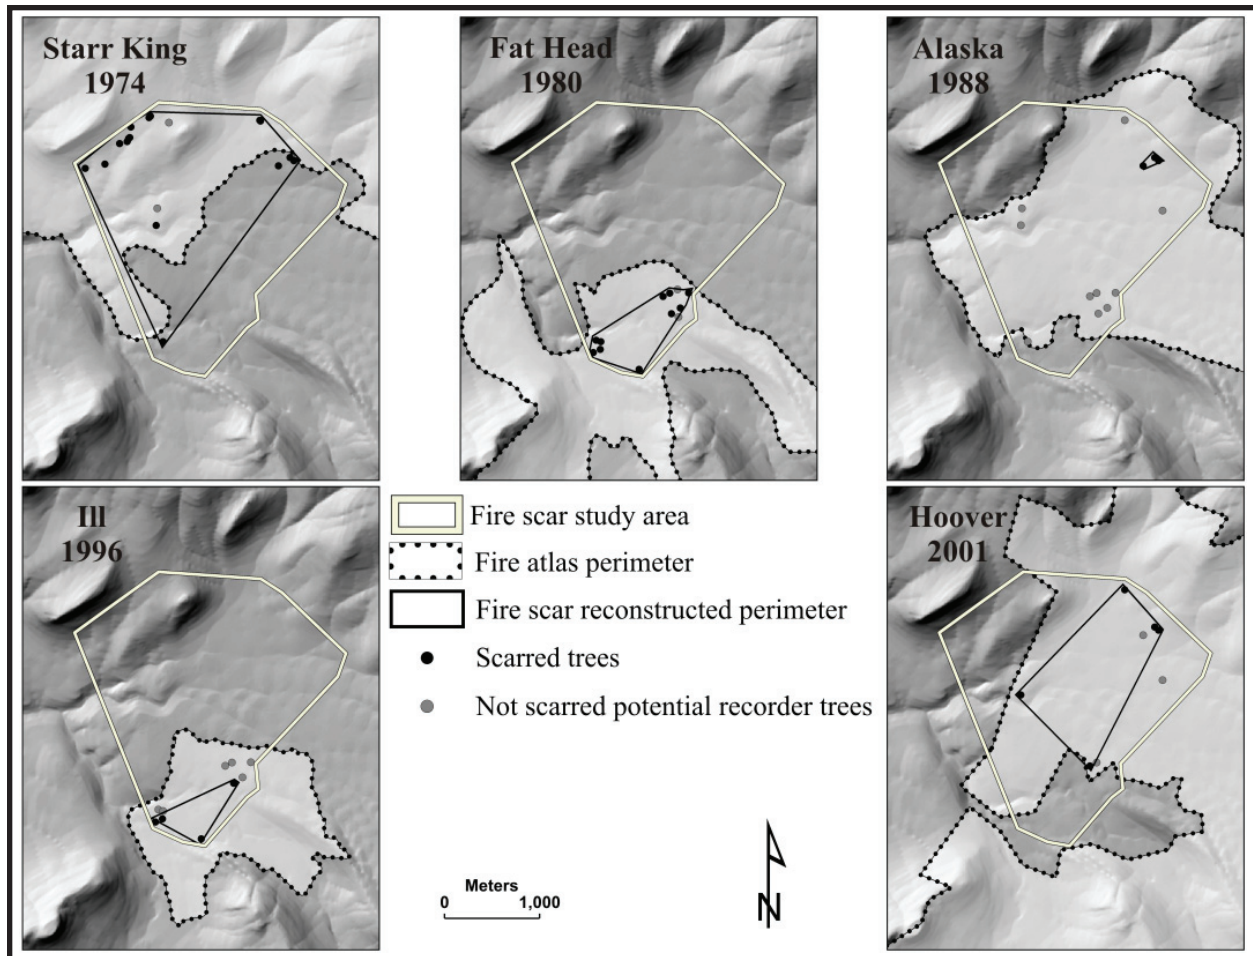 Starr King
1974
Fat Head
1980
Alaska
1988
Ill
1996
Fire scar study area
Fire atlas perimeter
Fire scar reconstructed perimeter
Scarred trees
Not scarred potential recorder trees
Hoover
2001
Meters
0 1,000
N